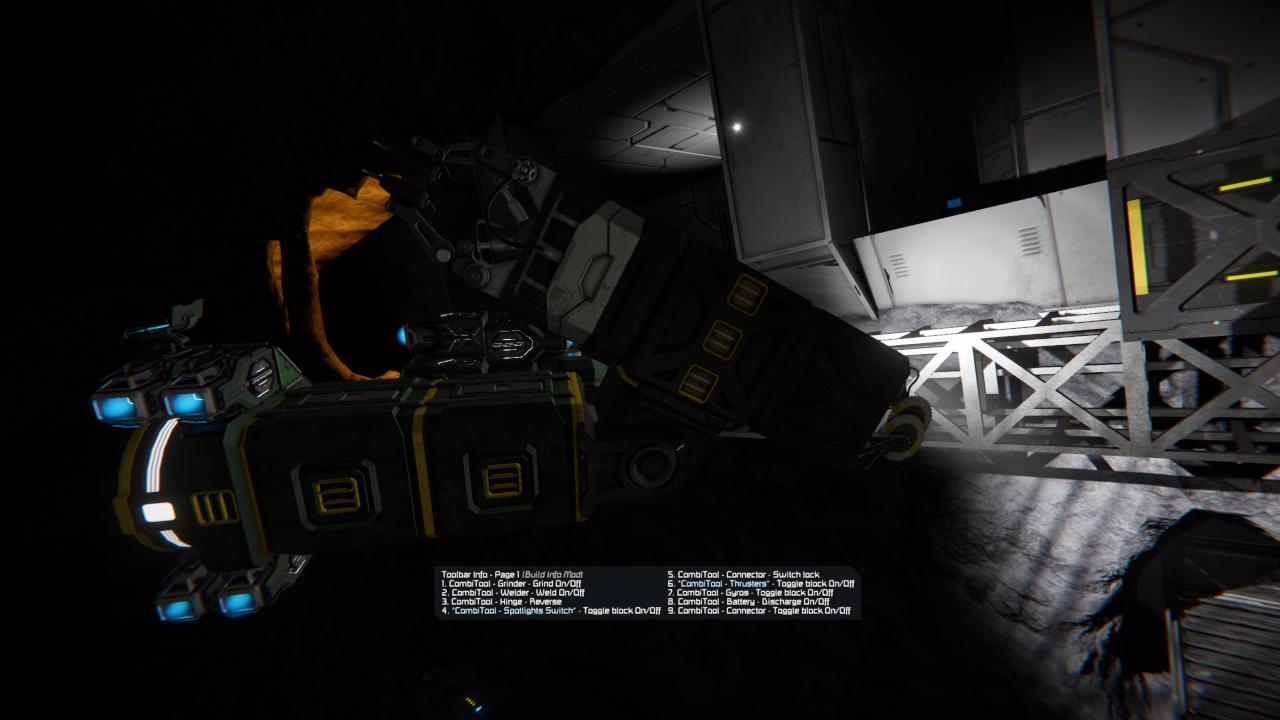 Toolbar Info - Page 1 (Build Info Mod)
1. CombiTool - Grinder - Grind On/Off
2. CombiTool - Welder - Weld On/Off
3. CombiTool - Hinge - Reverse
4. "CombiTool - Spotlights Switch" - Toggle block On/Off
5. CombiTool - Connector - Switch lock
6. "CombiTool - Thrusters" - Toggle block On/Off
7. CombiTool - Gyros - Toggle block On/Off
8. CombiTool - Battery - Discharge On/Off
9. CombiTool - Connector - Toggle block On/Off